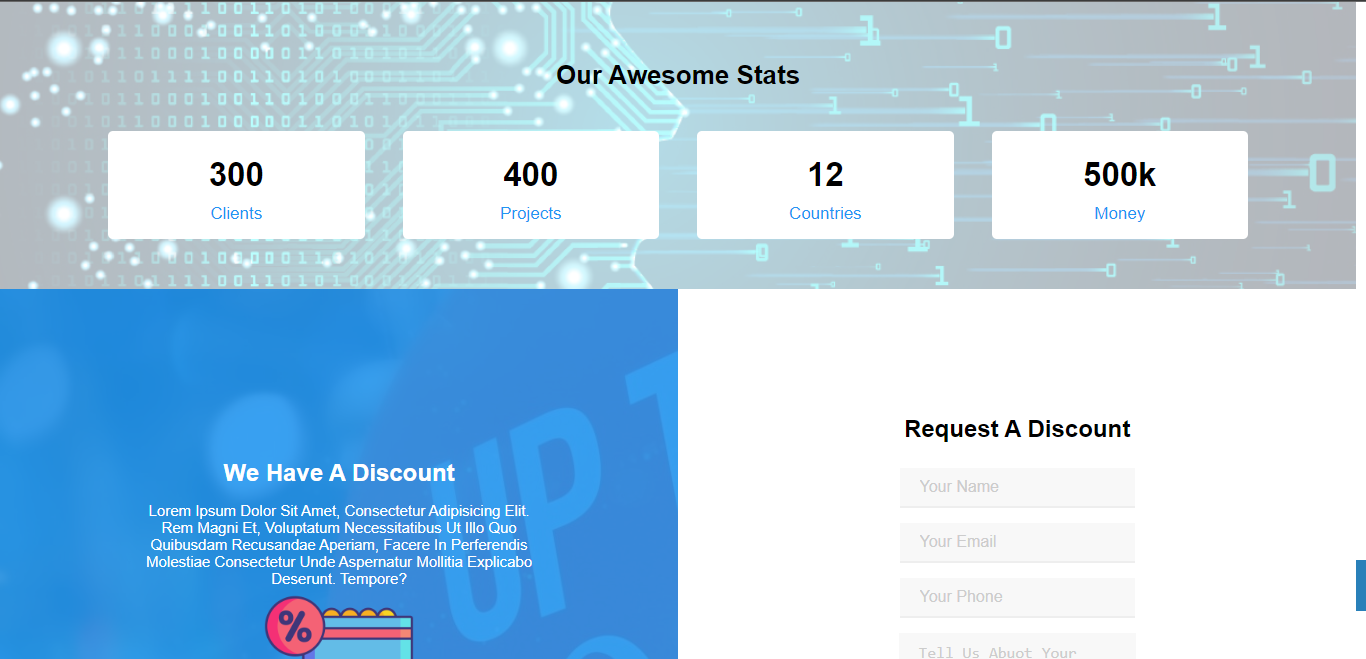 Our Awesome Stats
300
Clients
400
Projects
12
Countries
500k
Money
We Have A Discount
Lorem Ipsum Dolor Sit Amet, Consectetur Adipisicing Elit.
Rem Magni Et, Voluptatum Necessitatibus Ut Illo Quo
Quibusdam Recusandae Aperiam, Facere In Perferendis
Molestiae Consectetur Unde Aspernatur Mollitia Explicabo
Deserunt. Tempore?
UP T
%
Request A Discount
Your Name
Your Email
Your Phone
Tell Us Abuot Your